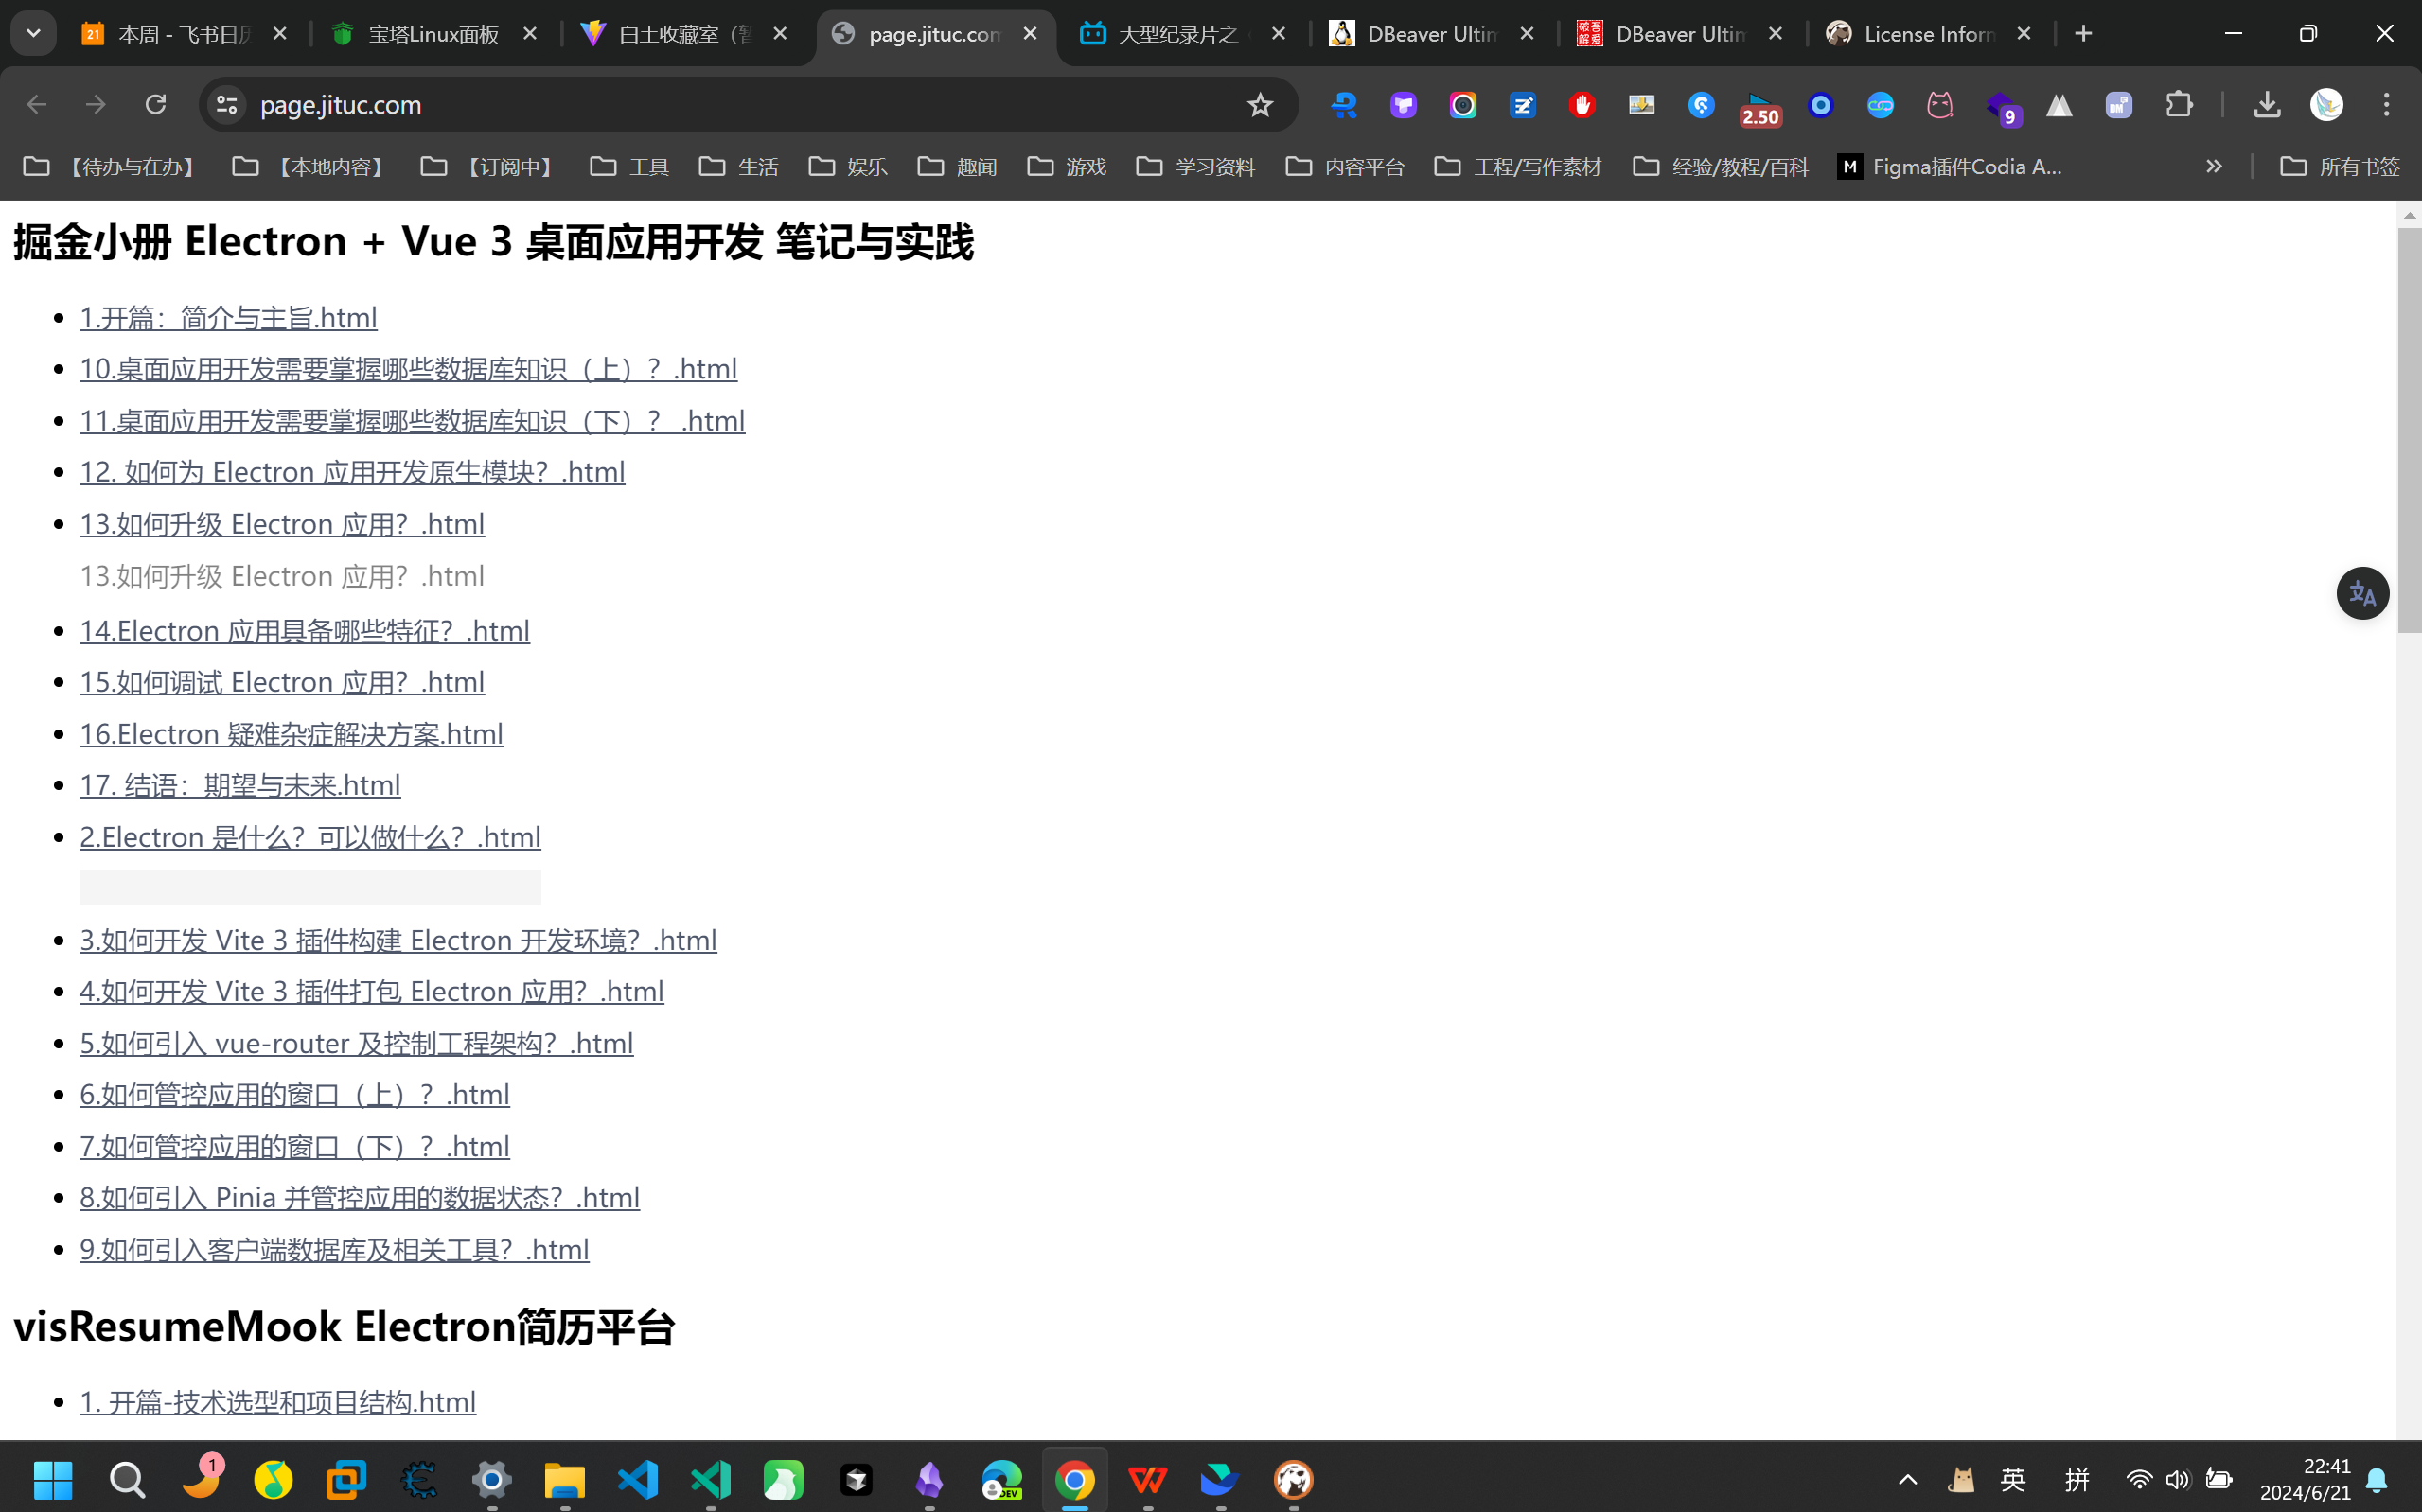 本周 - 飞书日历
宝塔Linux面板
白土收藏室（暂
page.jituc.com
大型纪录片之
DBeaver Ultim
DBeaver Ultim
License Inform
page.jituc.com
2.50
9
【待办与在办】
【本地内容】
【订阅中】
工具
生活
娱乐
趣闻
游戏
学习资料
内容平台
工程/写作素材
经验/教程/百科
Figma插件Codia A...
所有书签
掘金小册 Electron + Vue 3 桌面应用开发 笔记与实践
1.开篇：简介与主旨.html
10.桌面应用开发需要掌握哪些数据库知识（上）？.html
11.桌面应用开发需要掌握哪些数据库知识（下）？ .html
12. 如何为 Electron 应用开发原生模块？.html
13.如何升级 Electron 应用？.html
13.如何升级 Electron 应用？.html
14.Electron 应用具备哪些特征？.html
15.如何调试 Electron 应用？.html
16.Electron 疑难杂症解决方案.html
17. 结语：期望与未来.html
2.Electron 是什么？可以做什么？.html
3.如何开发 Vite 3 插件构建 Electron 开发环境？.html
4.如何开发 Vite 3 插件打包 Electron 应用？.html
5.如何引入 vue-router 及控制工程架构？.html
6.如何管控应用的窗口（上）？.html
7.如何管控应用的窗口（下）？.html
8.如何引入 Pinia 并管控应用的数据状态？.html
9.如何引入客户端数据库及相关工具？.html
visResumeMook Electron简历平台
1. 开篇-技术选型和项目结构.html
1
DEV
英
拼
22:41
2024/6/21